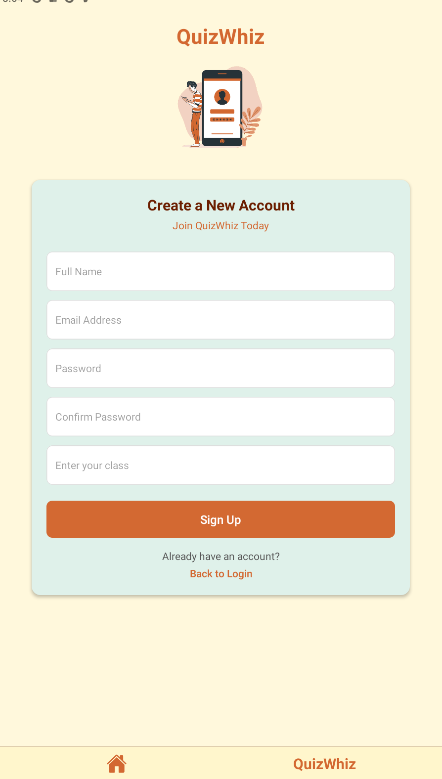 QuizWhiz
Create a New Account
Join QuizWhiz Today
Full Name
Email Address
Password
Confirm Password
Enter your class
Sign Up
Already have an account?
Back to Login
QuizWhiz